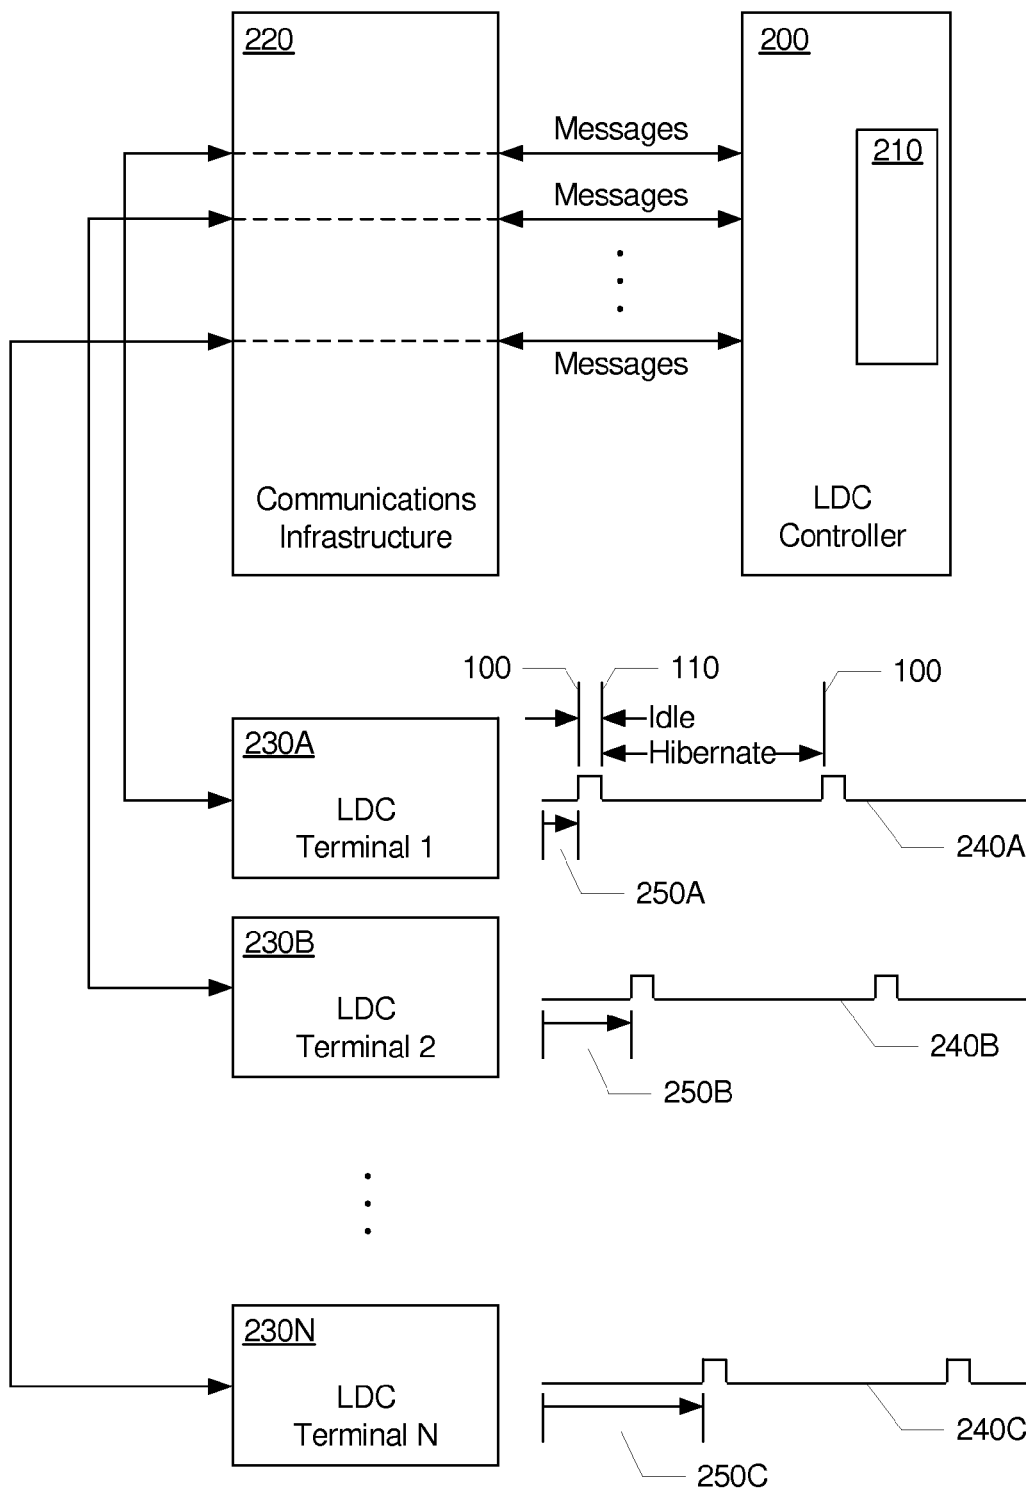 220
200
Messages
210
Messages
Messages
Communications
Infrastructure
LDC
Controller
100
110
100
Idle
Hibernate
230A
LDC
Terminal 1
240A
250A
230B
LDC
Terminal 2
240B
250B
230N
LDC
Terminal N
240C
250C